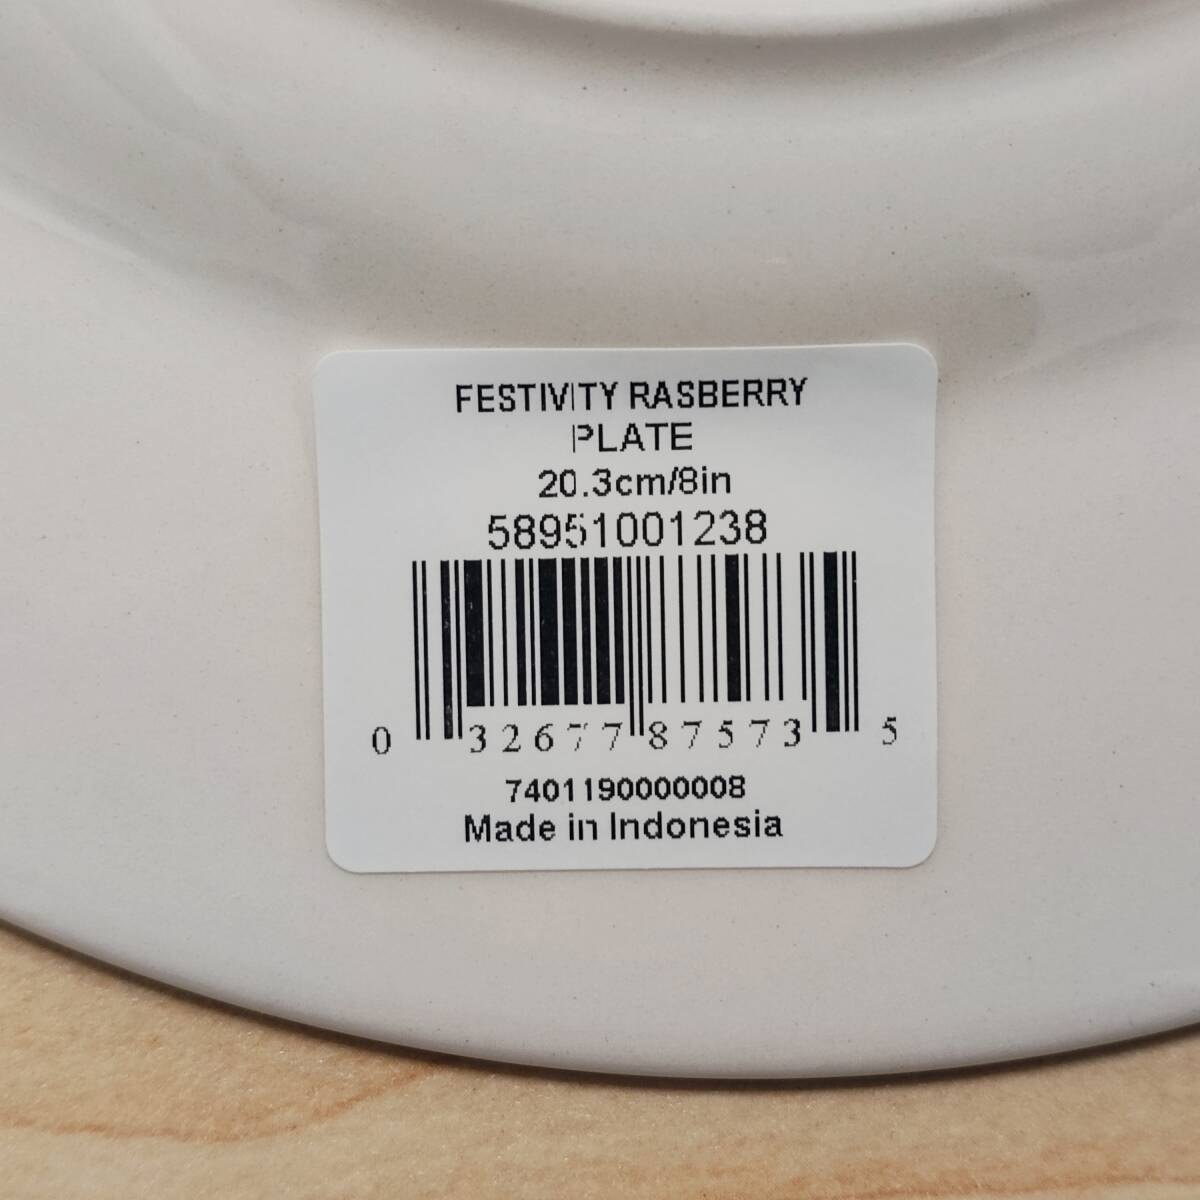 FESTIVITY RASBERRY
PLATE
20.3cm/8in
58951001238
0 32677 87573 5
7401190000008
Made in Indonesia